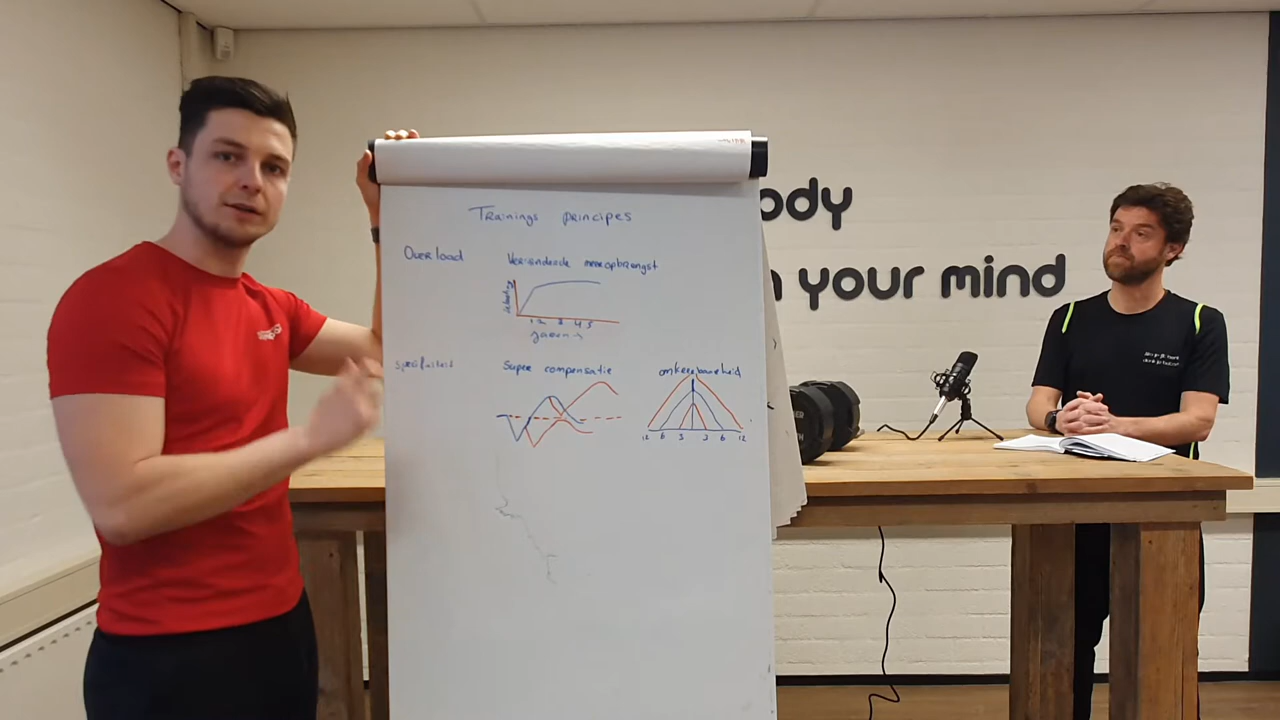 Trainings principes
Overload
Verminderde meeropbrengst
1 2 3 4 5
Jaren →
Specifiteit
Super compensatie
omkeerbaarheid
12 6 3 3 6 12
ody
n your mind